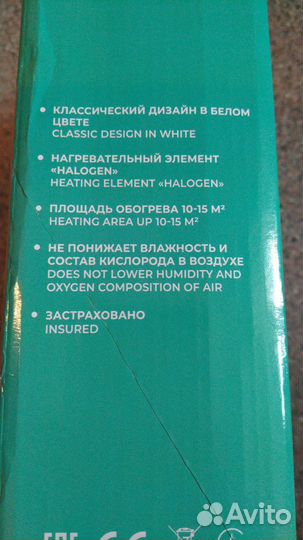 • КЛАССИЧЕСКИЙ ДИЗАЙН В БЕЛОМ
ЦВЕТЕ
CLASSIC DESIGN IN WHITE
• НАГРЕВАТЕЛЬНЫЙ ЭЛЕМЕНТ
«HALOGEN»
HEATING ELEMENT «HALOGEN»
• ПЛОЩАДЬ ОБОГРЕВА 10-15 М²
HEATING AREA UP 10-15 M²
• НЕ ПОНИЖАЕТ ВЛАЖНОСТЬ И
СОСТАВ КИСЛОРОДА В ВОЗДУХЕ
DOES NOT LOWER HUMIDITY AND
OXYGEN COMPOSITION OF AIR
• ЗАСТРАХОВАНО
INSURED
EAC CE
Avito